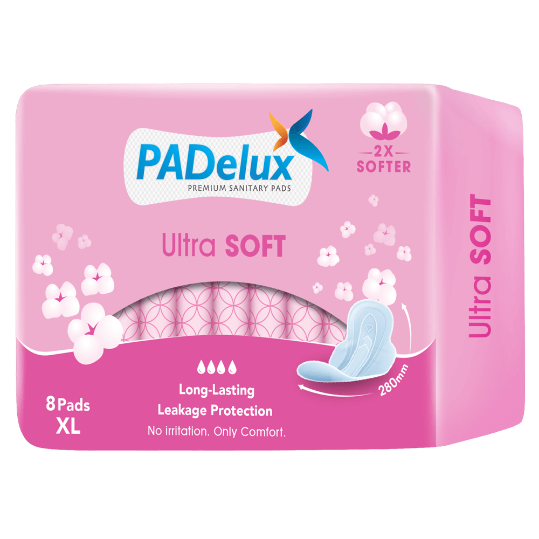 PADelux
PREMIUM SANITARY PADS
2X
SOFTER
Ultra SOFT
Ultra SOFT
280mm
Long-Lasting
Leakage Protection
No irritation. Only Comfort.
8 Pads
XL